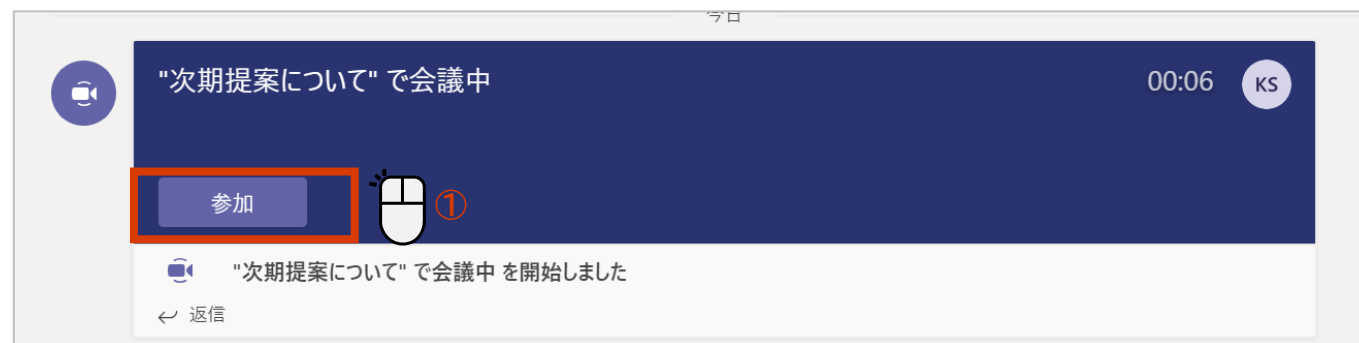 今日
"次期提案について" で会議中
00:06
KS
参加
①
"次期提案について" で会議中 を開始しました
返信